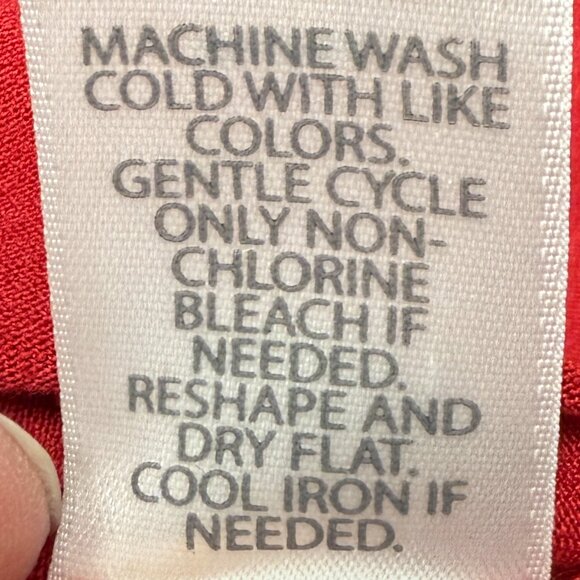 MACHINE WASH
COLD WITH LIKE
COLORS.
GENTLE CYCLE
ONLY NON-
CHLORINE
BLEACH IF
NEEDED.
RESHAPE AND
DRY FLAT.
COOL IRON IF
NEEDED.